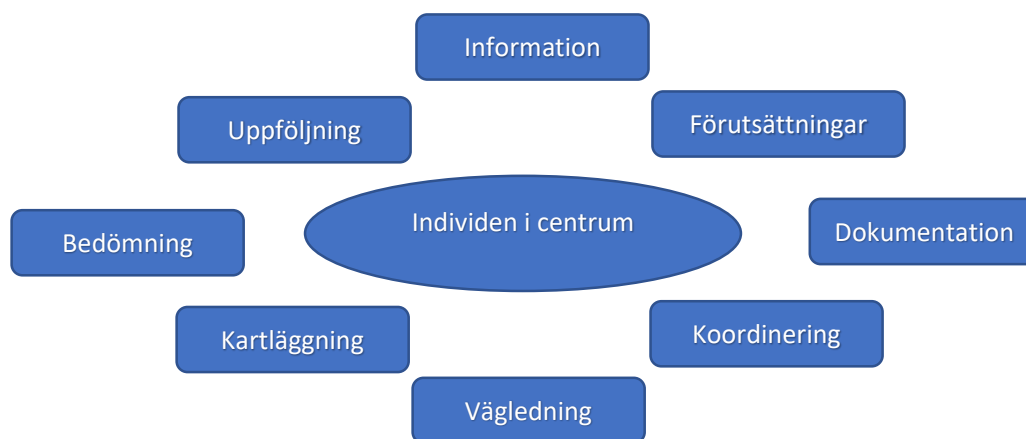 Information
Uppföljning
Förutsättningar
Individen i centrum
Bedömning
Dokumentation
Kartläggning
Koordinering
Vägledning